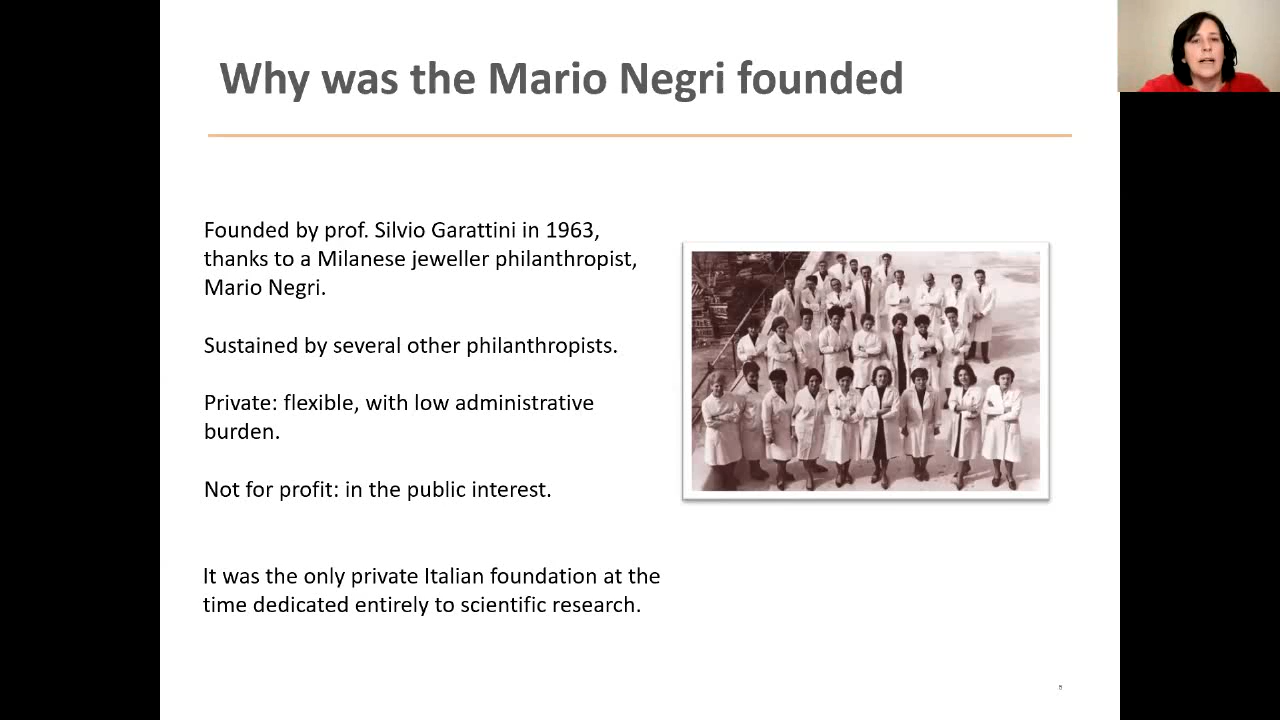 Why was the Mario Negri founded
Founded by prof. Silvio Garattini in 1963,
thanks to a Milanese jeweller philanthropist,
Mario Negri.
Sustained by several other philanthropists.
Private: flexible, with low administrative
burden.
Not for profit: in the public interest.
It was the only private Italian foundation at the
time dedicated entirely to scientific research.